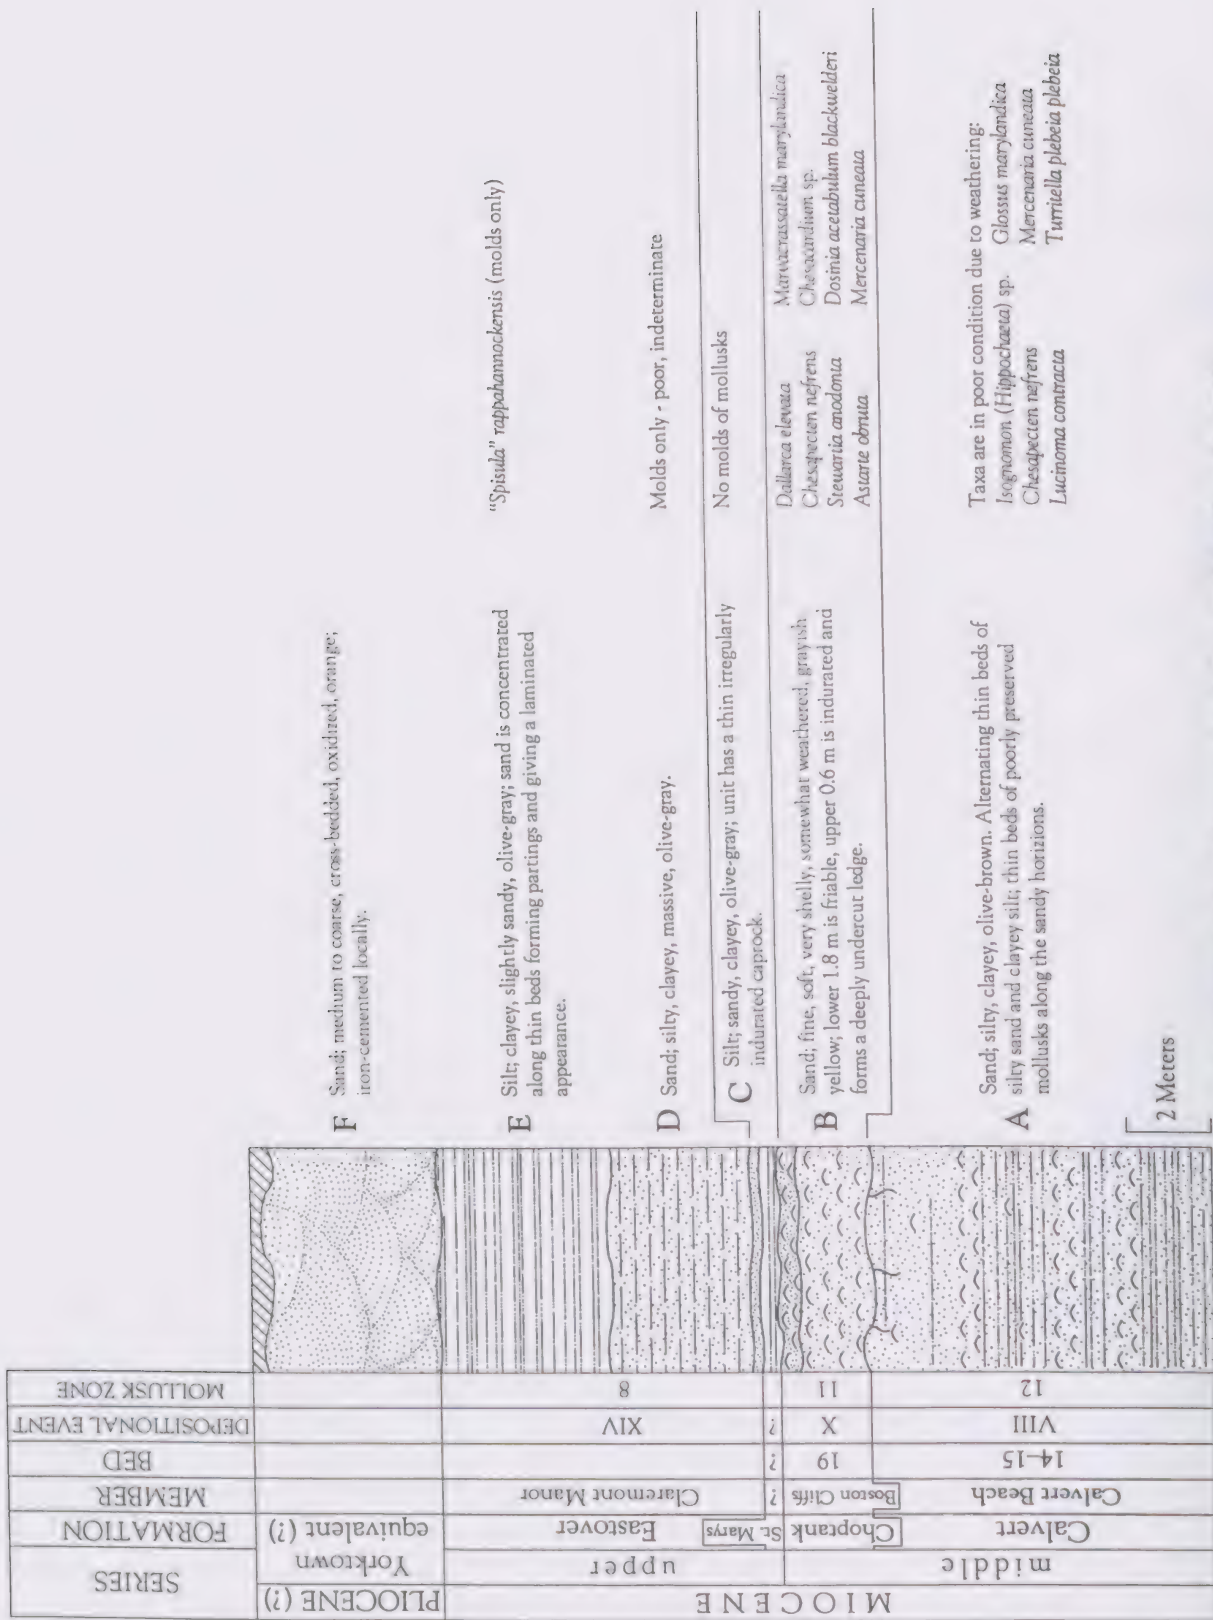 F Sand; medium to coarse, cross-bedded, oxidized, orange;
iron-cemented locally.
E Silt; clayey, slightly sandy, olive-gray; sand is concentrated
along thin beds forming partings and giving a laminated
appearance.
"Spisula" rappahannockensis (molds only)
D Sand; silty, clayey, massive, olive-gray.
Molds only - poor, indeterminate
C Silt; sandy, clayey, olive-gray; unit has a thin irregularly
indurated caprock.
No molds of mollusks
B Sand; fine, soft, very shelly, somewhat weathered, grayish
yellow; lower 1.8 m is friable, upper 0.6 m is indurated and
forms a deeply undercut ledge.
Dallarca elevata
Chesapecten nefrens
Stewartia anodonta
Astarte obruta
Marvacrassatella marylandica
Chesacardium sp.
Dosinia acetabulum blackwelderi
Mercenaria cuneata
A Sand; silty, clayey, olive-brown. Alternating thin beds of
silty sand and clayey silt; thin beds of poorly preserved
mollusks along the sandy horizions.
Taxa are in poor condition due to weathering:
Isognomon (Hippochaeta) sp.
Chesapecten nefrens
Lucinoma contracta
Glossus marylandica
Mercenaria cuneata
Turritella plebeia plebeia
2 Meters
SERIES
PLIOCENE (?)
MIOCENE
upper
middle
FORMATION
Yorktown
equivalent (?)
Eastover
St. Marys
Choptank
Calvert
MEMBER
Claremont Manor
?
Boston Cliffs
Calvert Beach
BED
?
19
14–15
DEPOSITIONAL EVENT
XIV
?
X
VIII
MOLLUSK ZONE
8
11
12